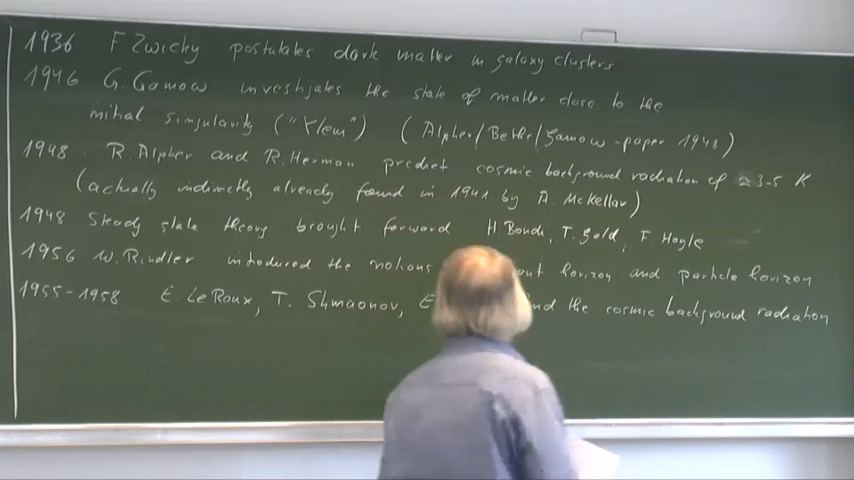 1936 F Zwicky postulates dark matter in galaxy clusters
1946 G. Gamow investigates the state of matter close to the
initial singularity ("Ylem") (Alpher/Bethe/Gamow-paper 1948)
1948 R. Alpher and R. Herman predict cosmic background radiation of ≈ 3-5 K
(actually indirectly already found in 1941 by A. McKellar)
1948 Steady state theory brought forward H. Bondi, T. Gold, F. Hoyle
1956 W. Rindler introduced the notions horizon and particle horizon
1955-1958 E. Le Roux, T. Shmaonov, the cosmic background radiation